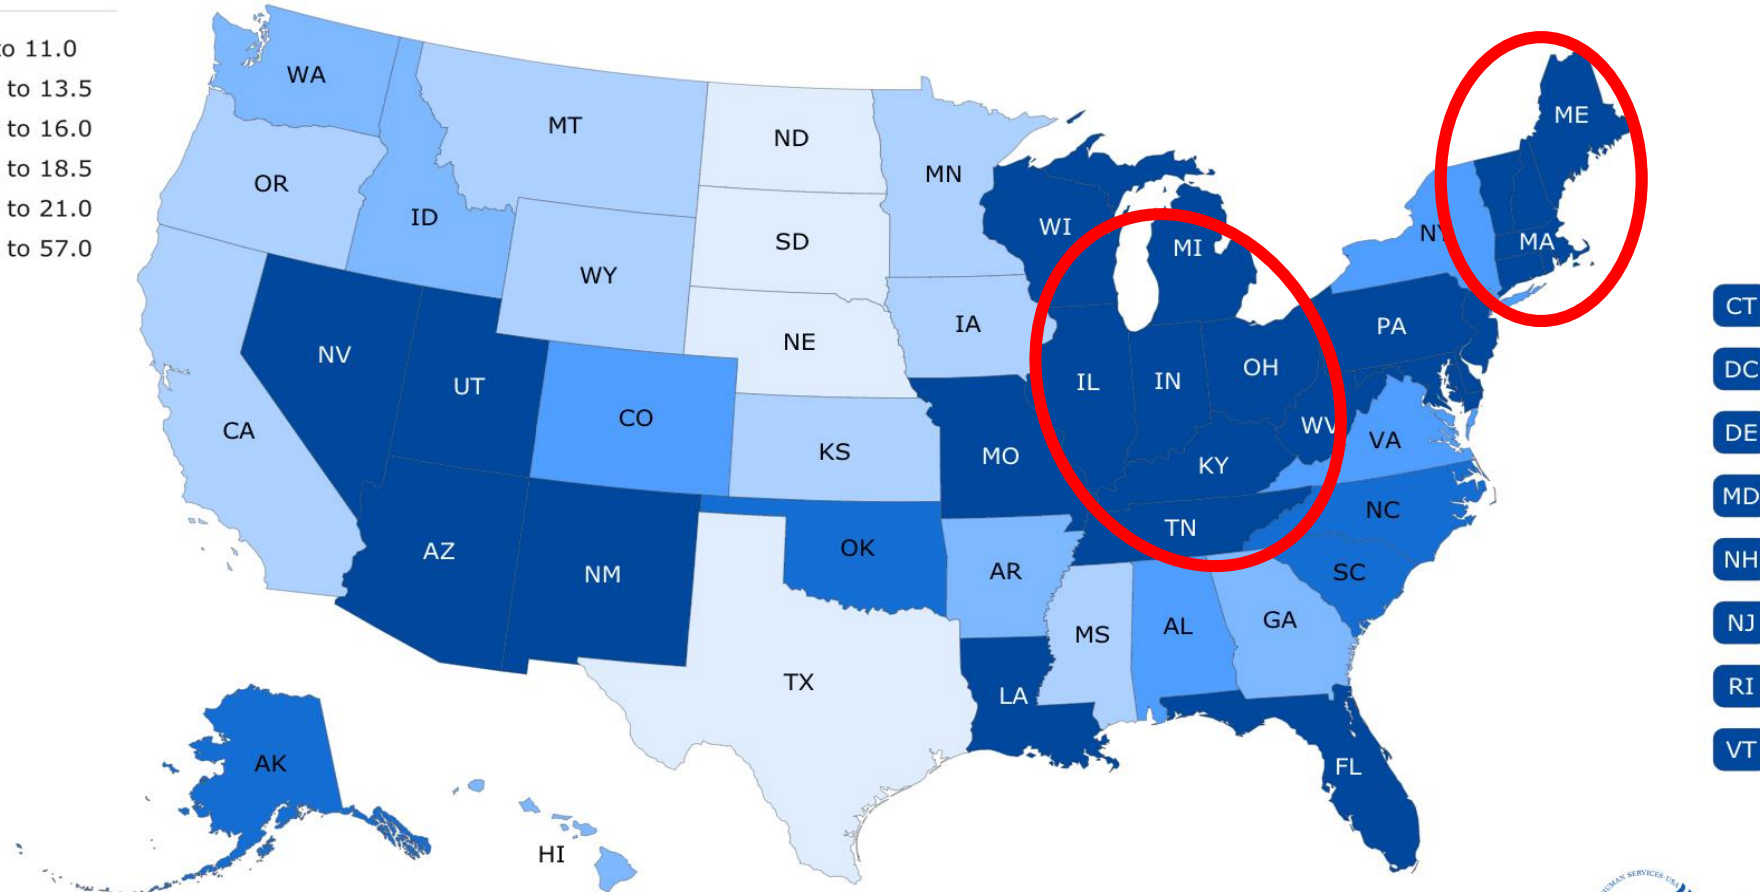 to 11.0
to 13.5
to 16.0
to 18.5
to 21.0
to 57.0
WA
MT
ND
MN
ME
OR
ID
SD
WI
MI
NY
MA
WY
IA
PA
NV
NE
CT
UT
IL
IN
OH
DC
CA
CO
KS
MO
KY
WV
VA
DE
AZ
NM
OK
TN
NC
MD
AR
SC
NH
MS
AL
GA
NJ
TX
LA
RI
AK
FL
VT
HI
HUMAN SERVICES USA